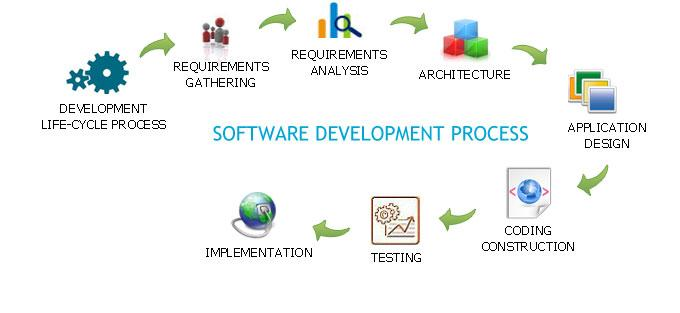 DEVELOPMENT
LIFE-CYCLE PROCESS
REQUIREMENTS
GATHERING
REQUIREMENTS
ANALYSIS
ARCHITECTURE
APPLICATION
DESIGN
SOFTWARE DEVELOPMENT PROCESS
CODING
CONSTRUCTION
TESTING
IMPLEMENTATION